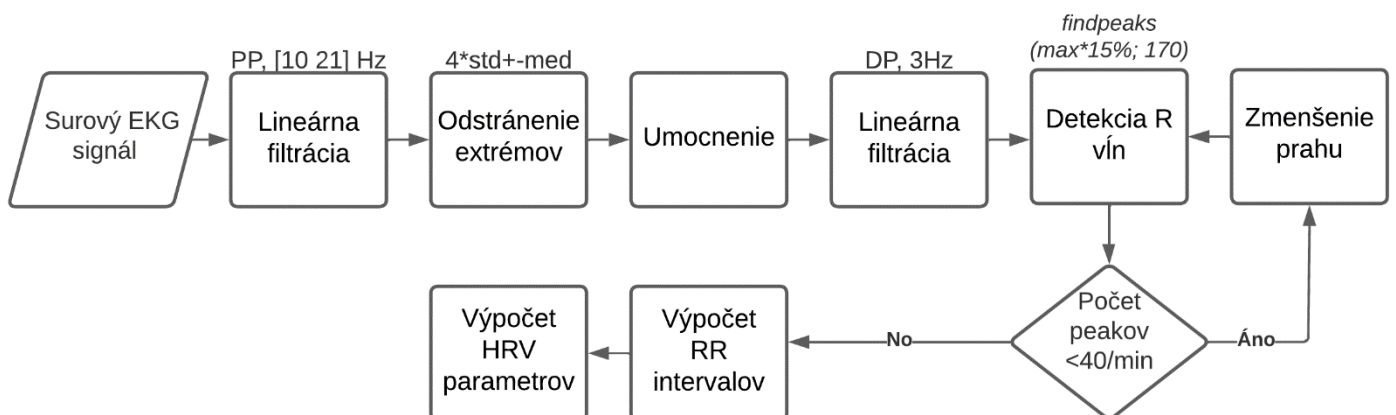 findpeaks
(max*15%; 170)
PP, [10 21] Hz
4*std+-med
DP, 3Hz
Surový EKG
signál
Lineárna
filtrácia
Odstránenie
extrémov
Umocnenie
Lineárna
filtrácia
Detekcia R
vĺn
Zmenšenie
prahu
Výpočet
HRV
parametrov
Výpočet
RR
intervalov
No
Počet
peakov
<40/min
Áno